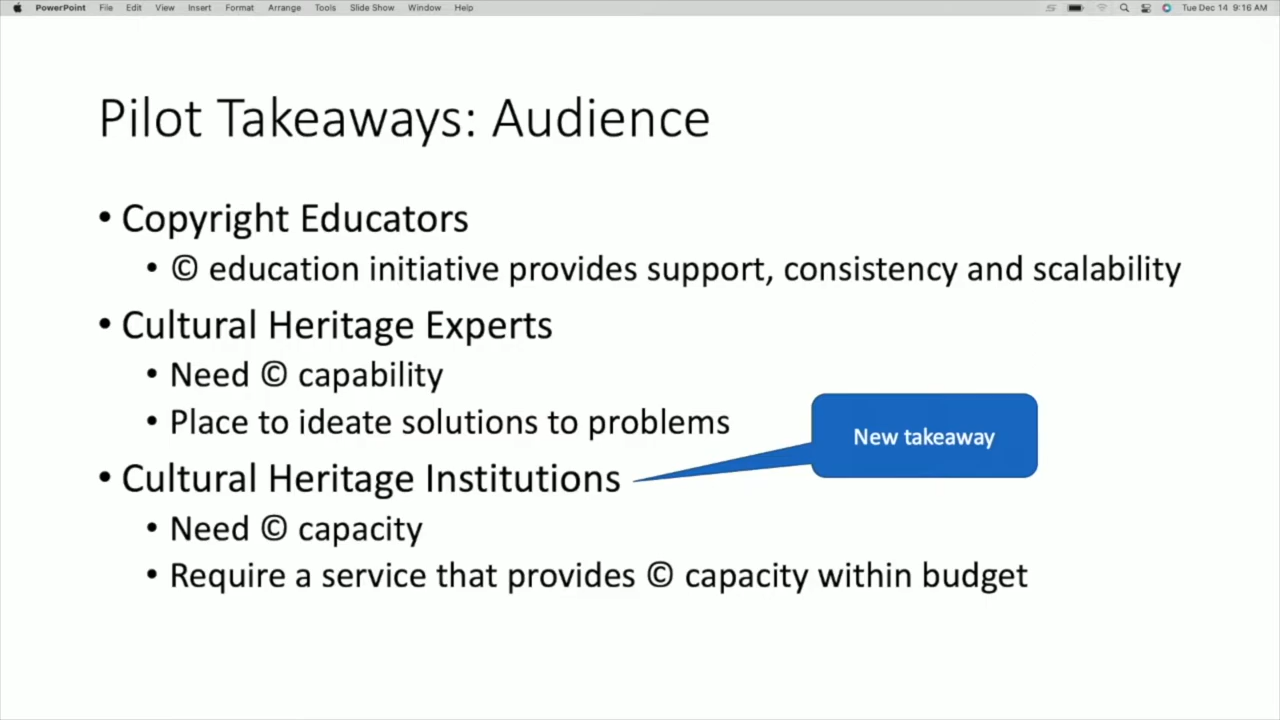 PowerPoint File Edit View Insert Format Arrange Tools Slide Show Window Help Tue Dec 14 9:16 AM
Pilot Takeaways: Audience
• Copyright Educators
• © education initiative provides support, consistency and scalability
• Cultural Heritage Experts
• Need © capability
• Place to ideate solutions to problems
New takeaway
• Cultural Heritage Institutions
• Need © capacity
• Require a service that provides © capacity within budget